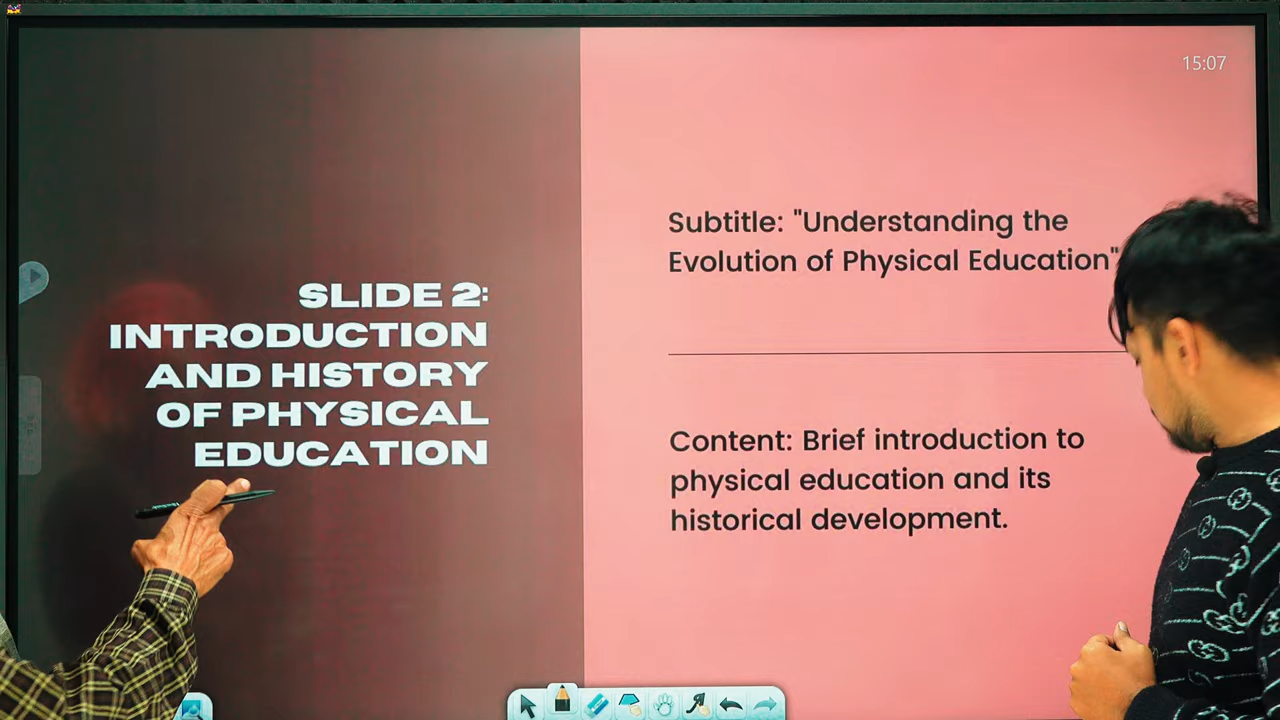 15:07
SLIDE 2:
INTRODUCTION
AND HISTORY
OF PHYSICAL
EDUCATION
Subtitle: "Understanding the
Evolution of Physical Education"
Content: Brief introduction to
physical education and its
historical development.